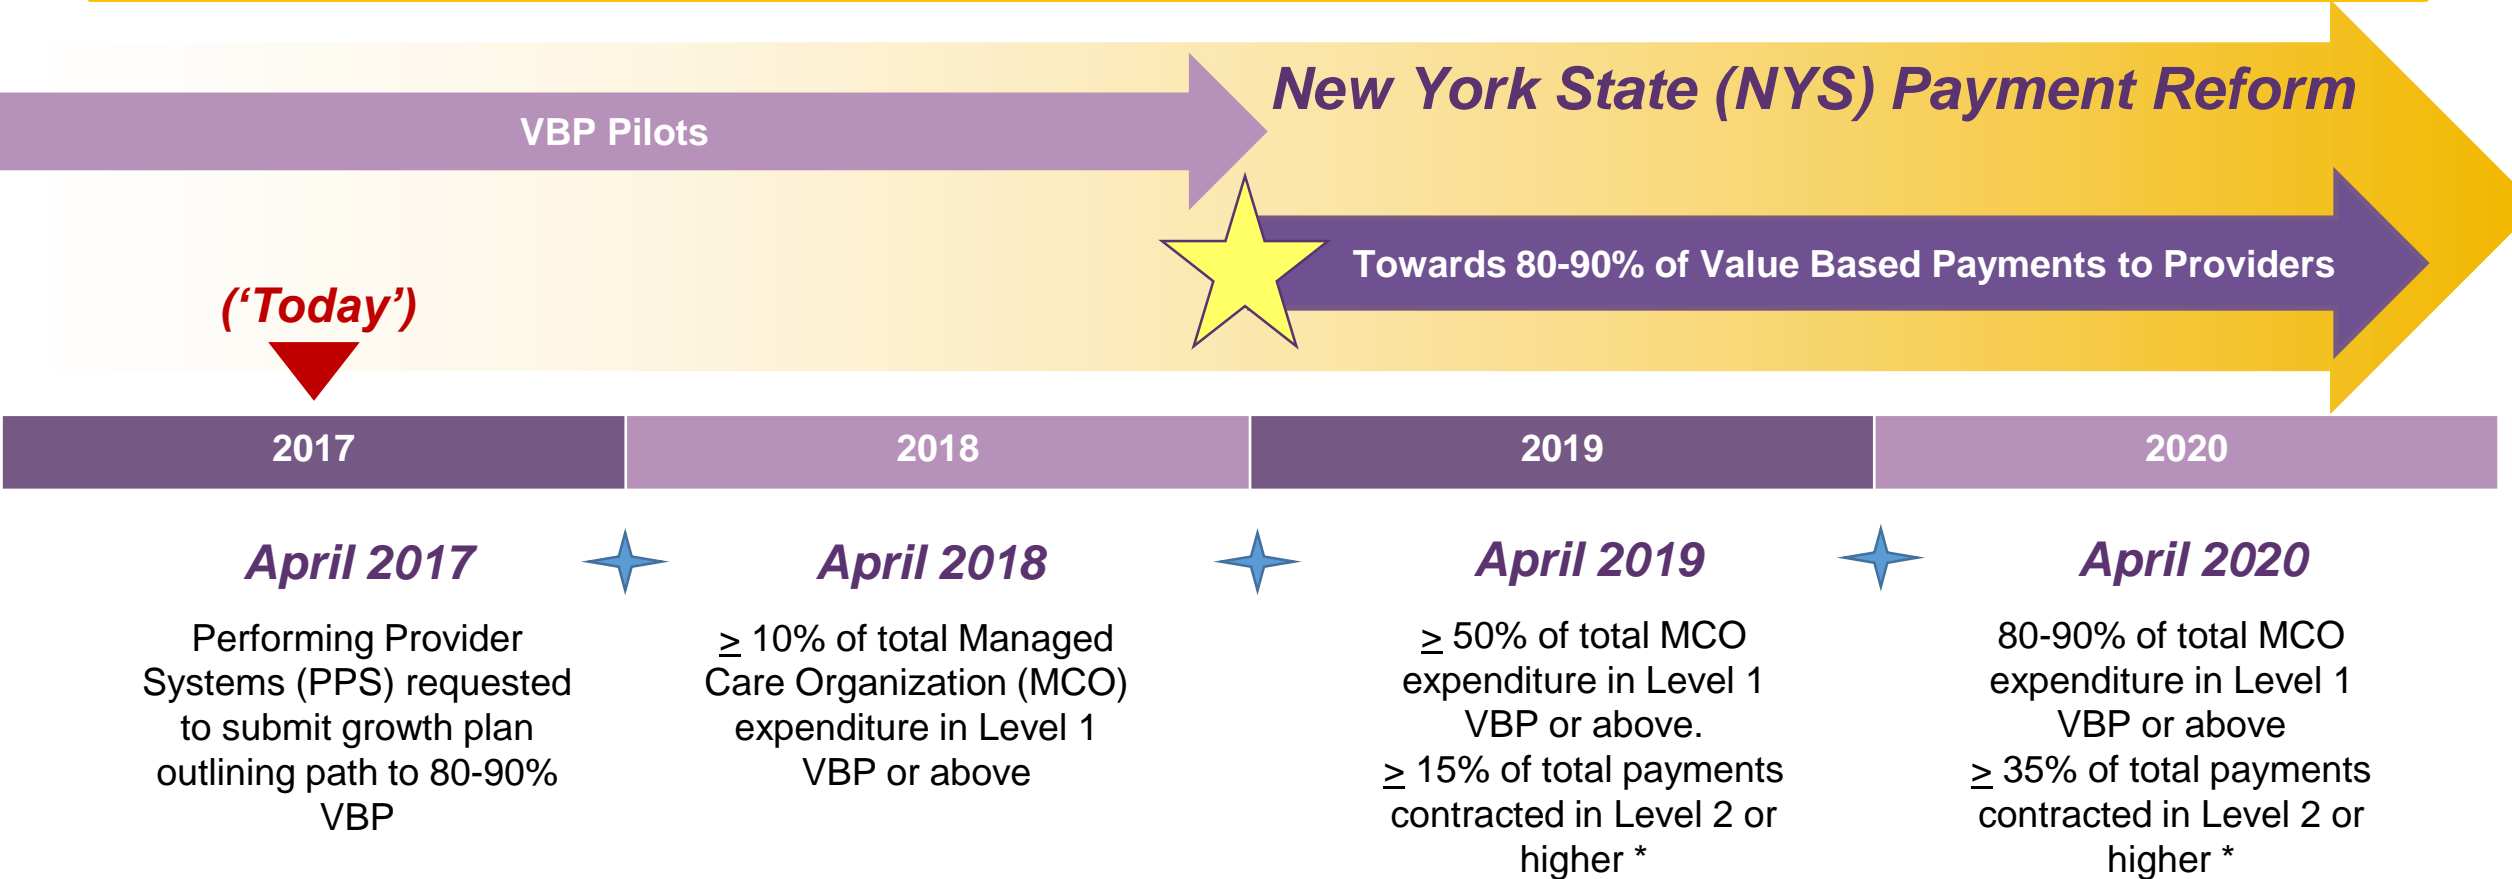 New York State (NYS) Payment Reform
VBP Pilots
Towards 80-90% of Value Based Payments to Providers
(‘Today’)
2017
2018
2019
2020
April 2017
Performing Provider
Systems (PPS) requested
to submit growth plan
outlining path to 80-90%
VBP
April 2018
≥ 10% of total Managed
Care Organization (MCO)
expenditure in Level 1
VBP or above
April 2019
≥ 50% of total MCO
expenditure in Level 1
VBP or above.
≥ 15% of total payments
contracted in Level 2 or
higher *
April 2020
80-90% of total MCO
expenditure in Level 1
VBP or above
≥ 35% of total payments
contracted in Level 2 or
higher *